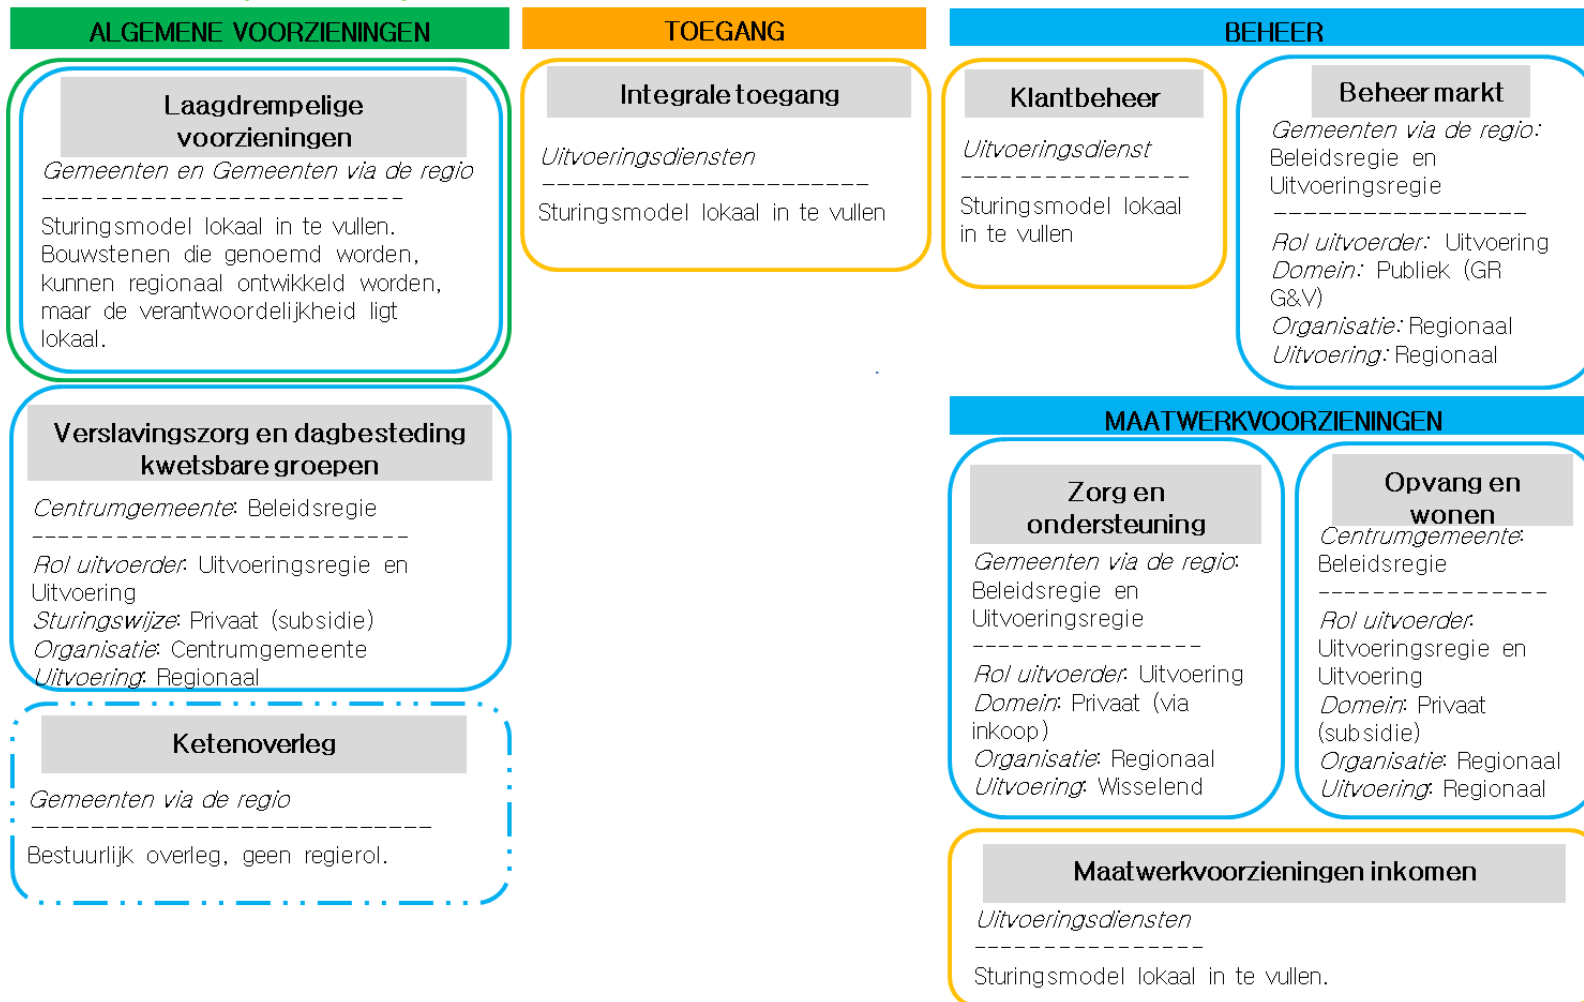 ALGEMENE VOORZIENINGEN
Laagdrempelige
voorzieningen
Gemeenten en Gemeenten via de regio
-------------------------
Sturingsmodel lokaal in te vullen.
Bouwstenen die genoemd worden,
kunnen regionaal ontwikkeld worden,
maar de verantwoordelijkheid ligt
lokaal.
Verslavingszorg en dagbesteding
kwetsbare groepen
Centrumgemeente: Beleidsregie
--------------------------
Rol uitvoerder: Uitvoeringsregie en
Uitvoering
Sturingswijze: Privaat (subsidie)
Organisatie: Centrumgemeente
Uitvoering: Regionaal
Ketenoverleg
Gemeenten via de regio
---------------------------
Bestuurlijk overleg, geen regierol.
TOEGANG
Integrale toegang
Uitvoeringsdiensten
----------------------
Sturingsmodel lokaal in te vullen
BEHEER
Klantbeheer
Uitvoeringsdienst
----------------
Sturingsmodel lokaal
in te vullen
Beheer markt
Gemeenten via de regio:
Beleidsregie en
Uitvoeringsregie
-----------------
Rol uitvoerder: Uitvoering
Domein: Publiek (GR
G&V)
Organisatie: Regionaal
Uitvoering: Regionaal
MAATWERKVOORZIENINGEN
Zorg en
ondersteuning
Gemeenten via de regio:
Beleidsregie en
Uitvoeringsregie
----------------
Rol uitvoerder: Uitvoering
Domein: Privaat (via
inkoop)
Organisatie: Regionaal
Uitvoering: Wisselend
Opvang en
wonen
Centrumgemeente:
Beleidsregie
----------------
Rol uitvoerder:
Uitvoeringsregie en
Uitvoering
Domein: Privaat
(subsidie)
Organisatie: Regionaal
Uitvoering: Regionaal
Maatwerkvoorzieningen inkomen
Uitvoeringsdiensten
----------------
Sturingsmodel lokaal in te vullen.